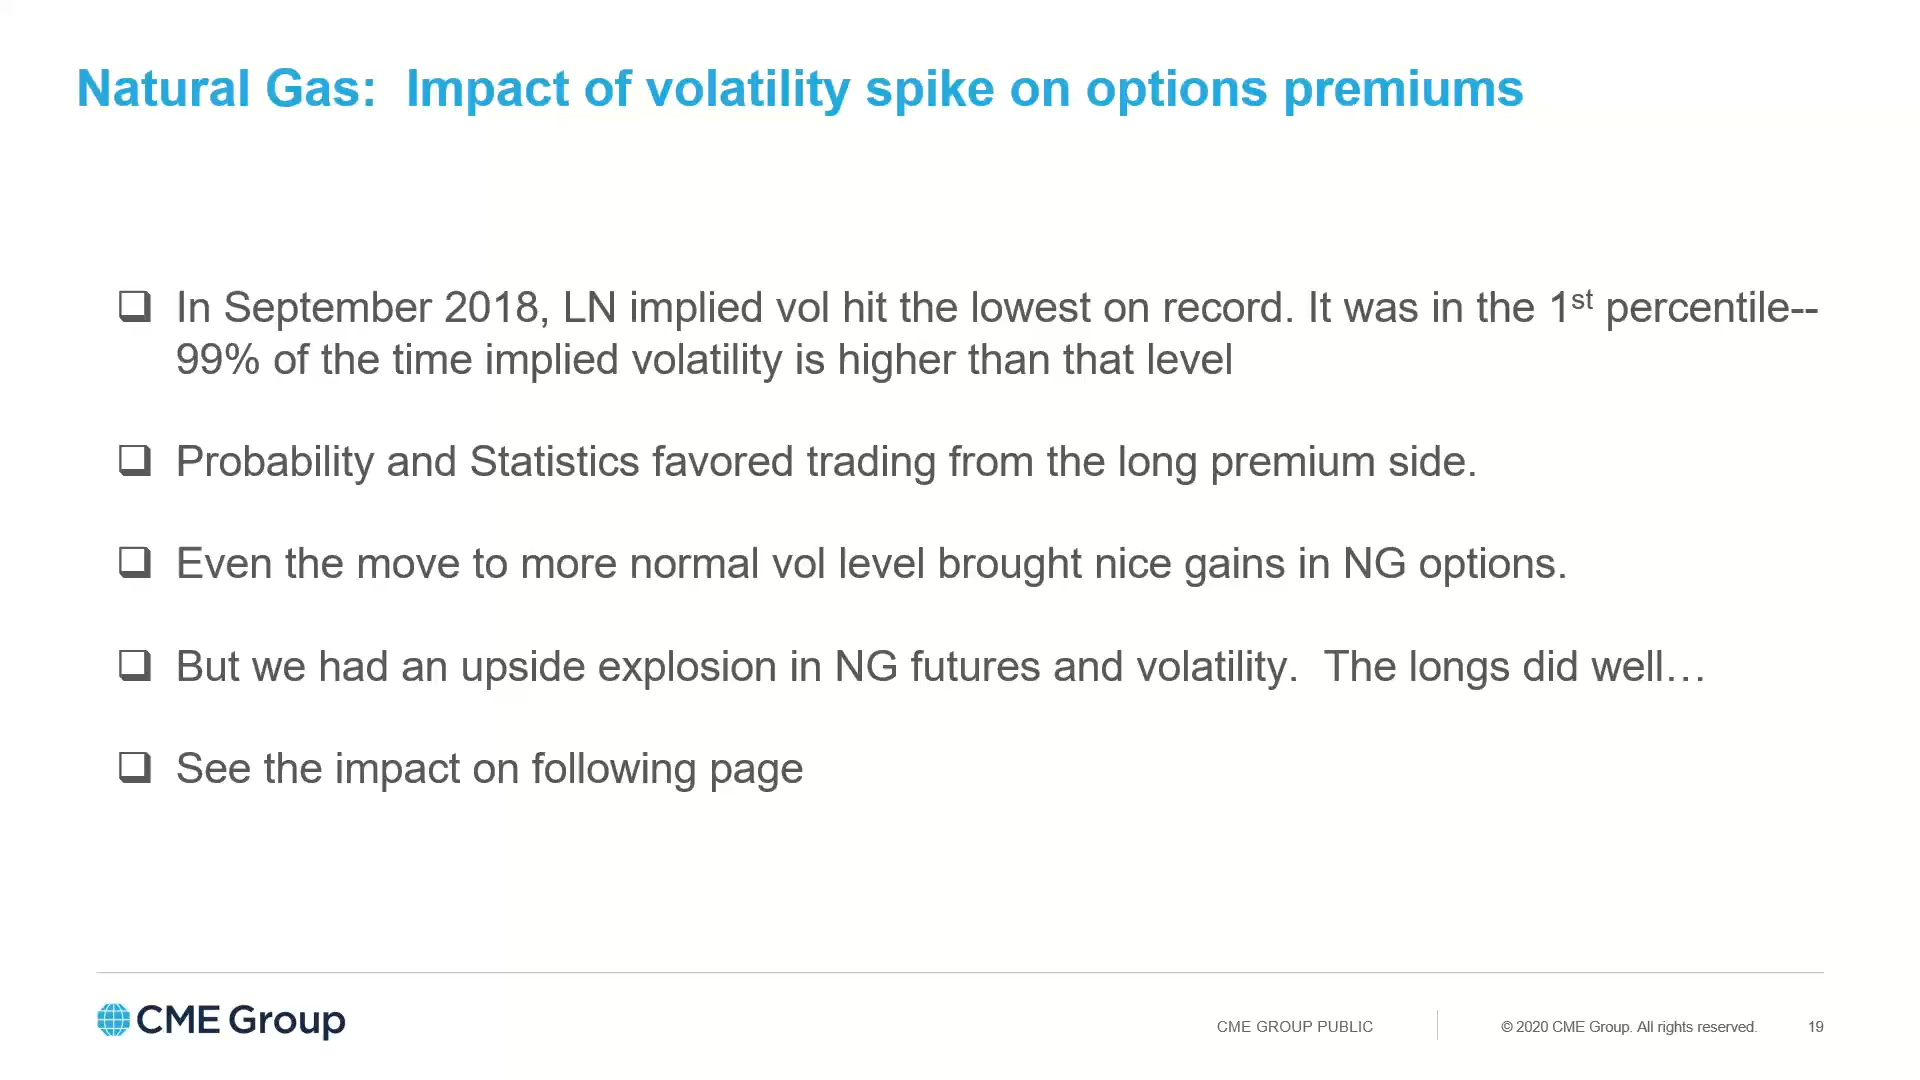 Natural Gas:  Impact of volatility spike on options premiums
❑ In September 2018, LN implied vol hit the lowest on record. It was in the 1st percentile--
99% of the time implied volatility is higher than that level
❑ Probability and Statistics favored trading from the long premium side.
❑ Even the move to more normal vol level brought nice gains in NG options.
❑ But we had an upside explosion in NG futures and volatility.  The longs did well…
❑ See the impact on following page
CME Group
CME GROUP PUBLIC
© 2020 CME Group. All rights reserved.
19